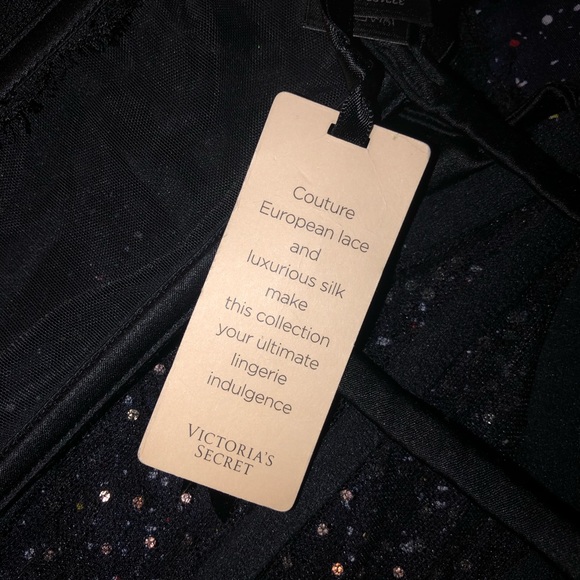 Couture
European lace
and
luxurious silk
make
this collection
your ultimate
lingerie
indulgence
VICTORIA'S
SECRET